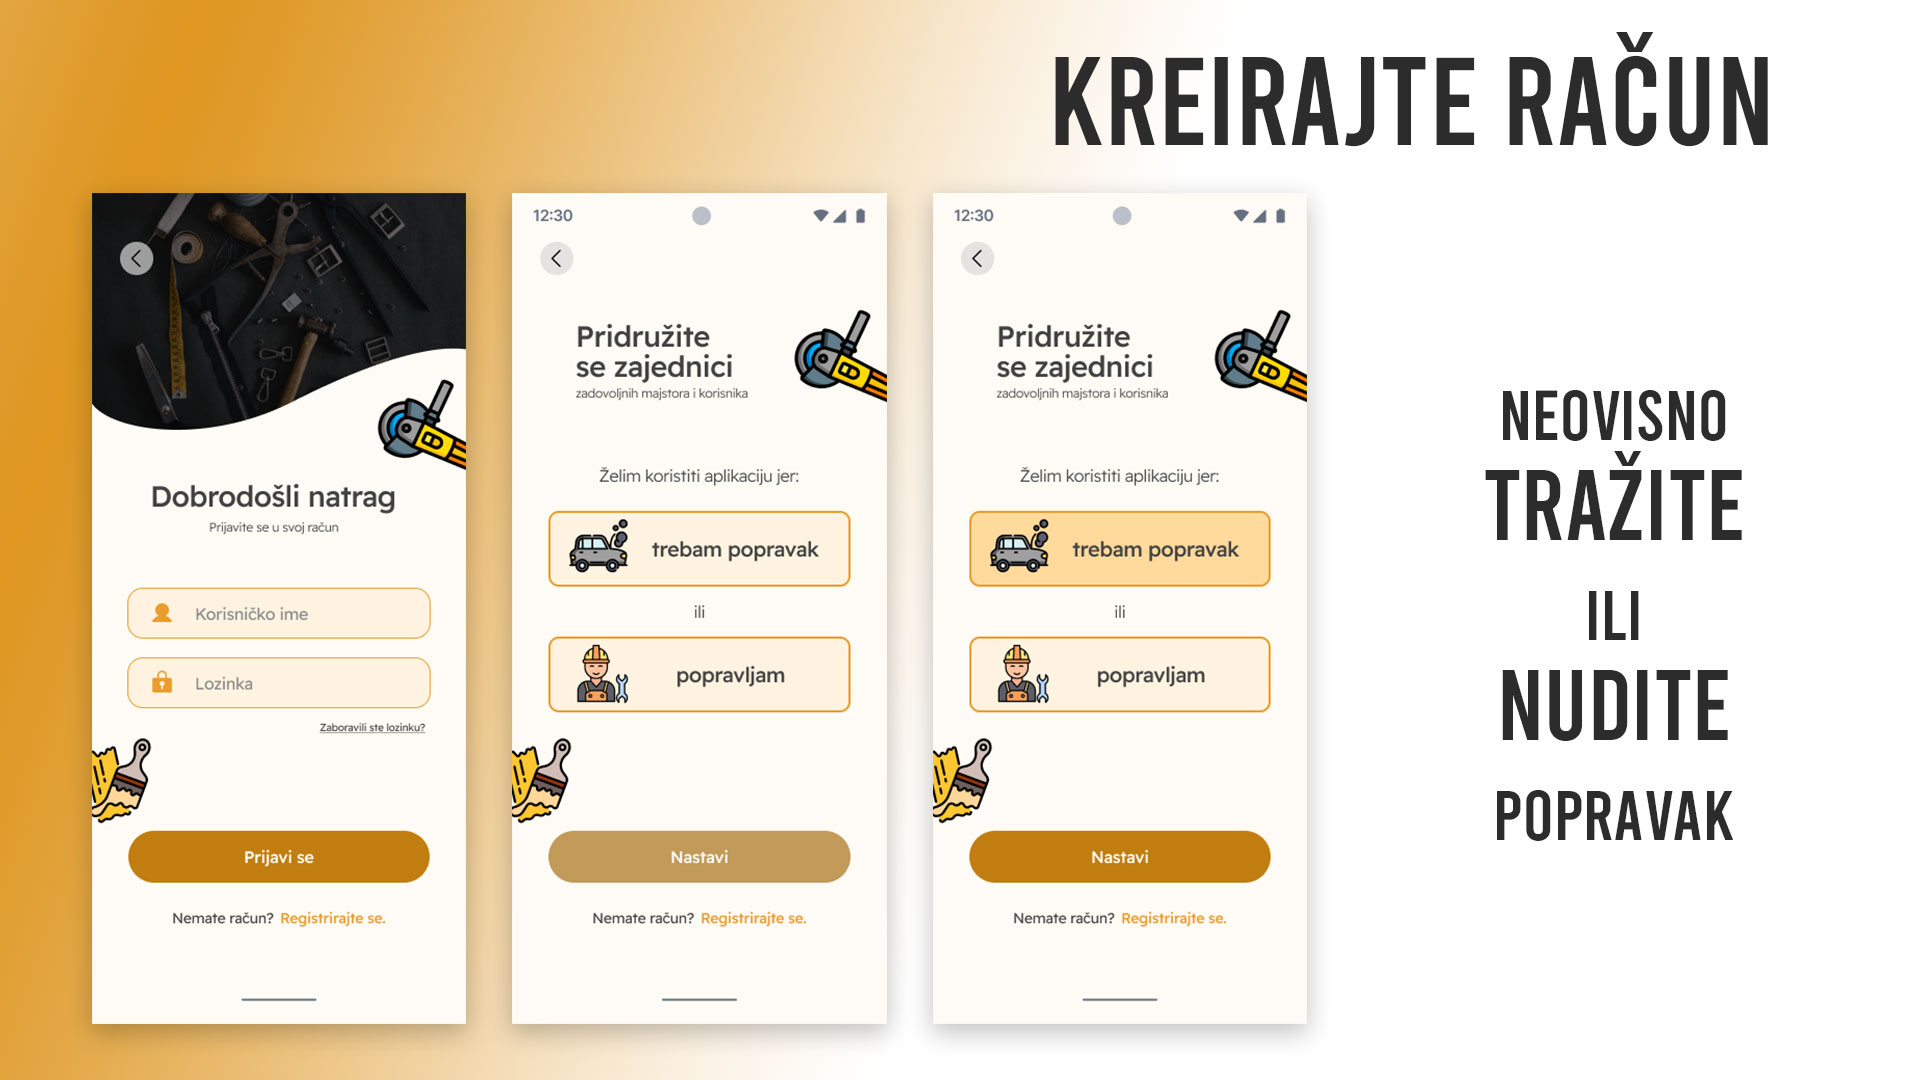 KREIRAJTE RAČUN
Dobrodošli natrag
Prijavite se u svoj račun
Korisničko ime
Lozinka
Zaboravili ste lozinku?
Prijavi se
Nemate račun? Registrirajte se.
12:30
Pridružite
se zajednici
zadovoljnih majstora i korisnika
Želim koristiti aplikaciju jer:
trebam popravak
ili
popravljam
Nastavi
Nemate račun? Registrirajte se.
12:30
Pridružite
se zajednici
zadovoljnih majstora i korisnika
Želim koristiti aplikaciju jer:
trebam popravak
ili
popravljam
Nastavi
Nemate račun? Registrirajte se.
NEOVISNO
TRAŽITE
ILI
NUDITE
POPRAVAK